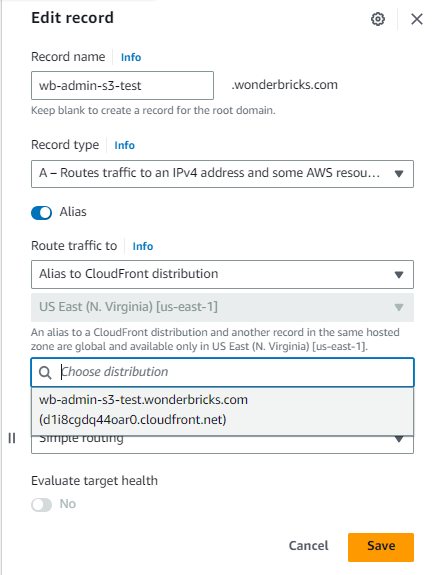 Edit record
Record name Info
wb-admin-s3-test .wonderbricks.com
Keep blank to create a record for the root domain.
Record type Info
A – Routes traffic to an IPv4 address and some AWS resou...
Alias
Route traffic to Info
Alias to CloudFront distribution
US East (N. Virginia) [us-east-1]
An alias to a CloudFront distribution and another record in the same hosted
zone are global and available only in US East (N. Virginia) [us-east-1].
Choose distribution
wb-admin-s3-test.wonderbricks.com
(d1i8cgdq44oar0.cloudfront.net)
Simple routing
Evaluate target health
No
Cancel Save